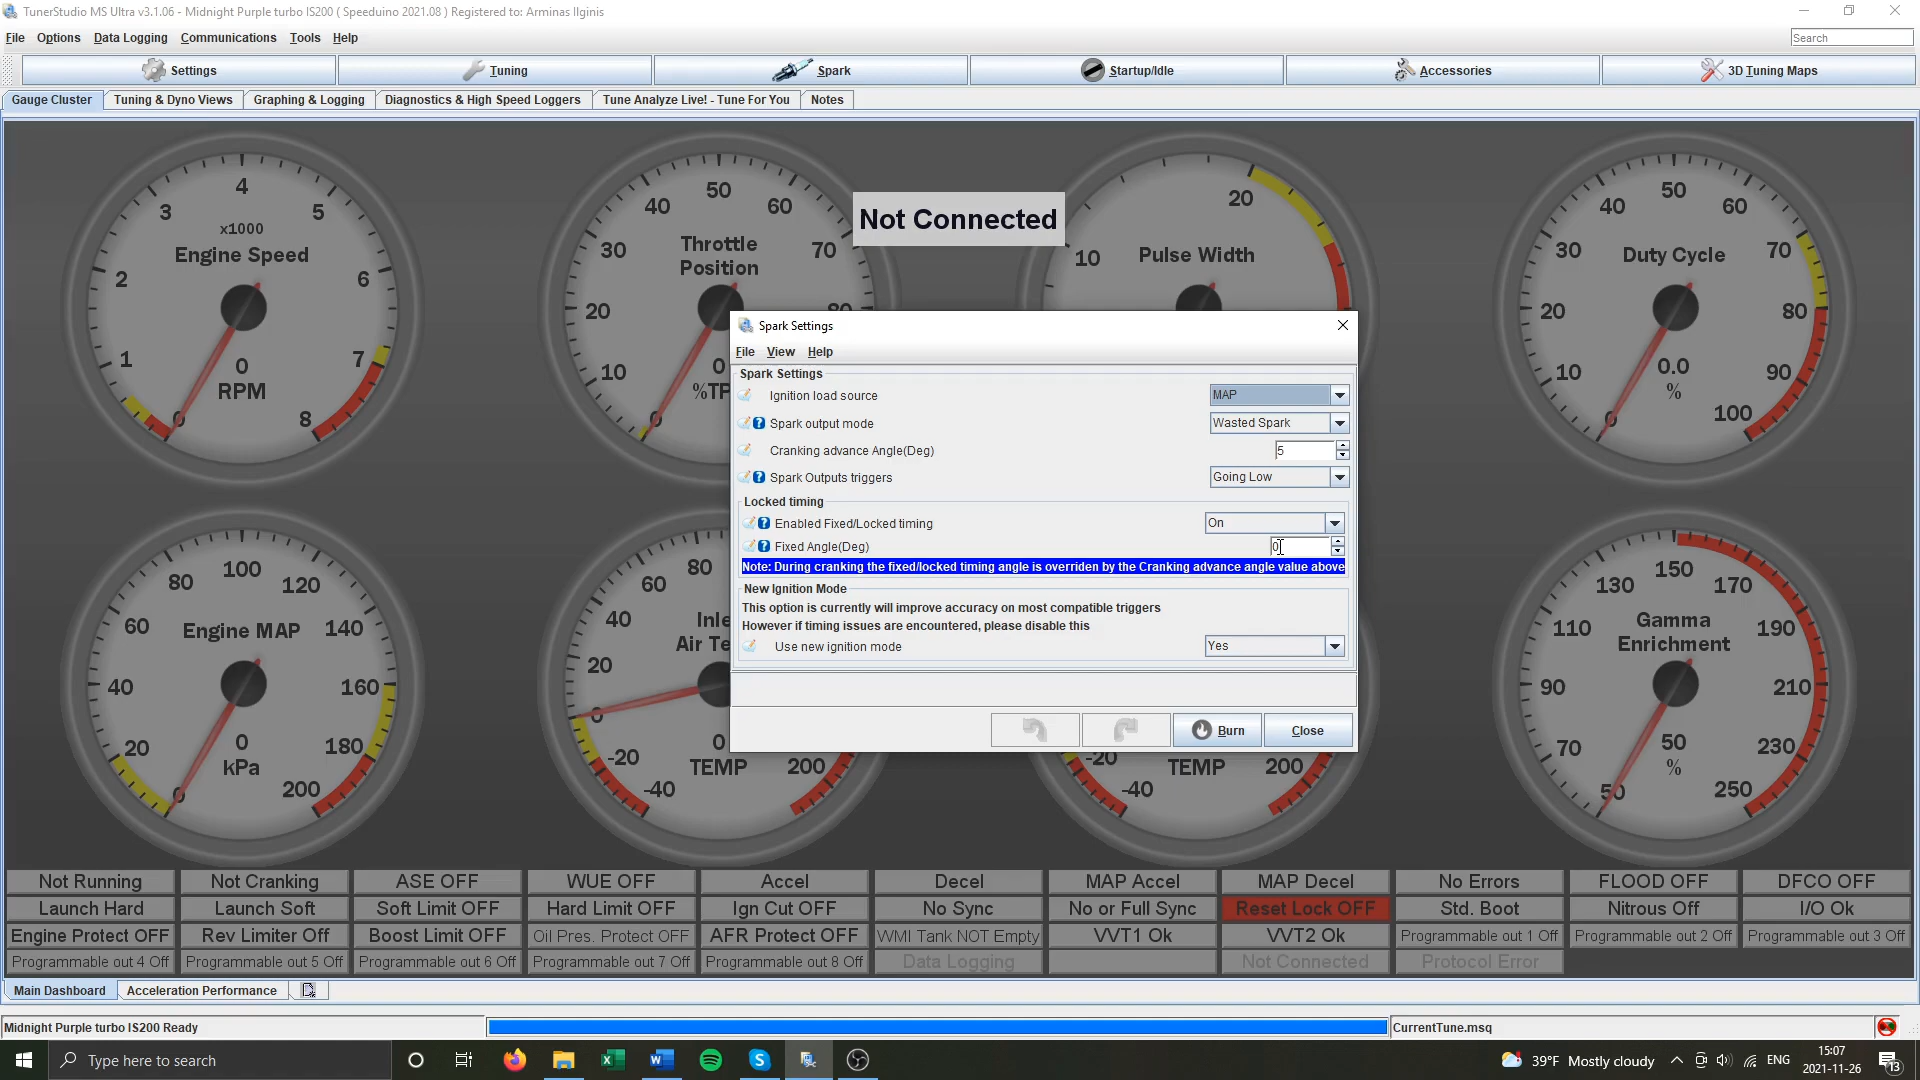 TunerStudio MS Ultra v3.1.06 - Midnight Purple turbo IS200 ( Speeduino 2021.08 ) Registered to: Arminas Ilginis
File Options Data Logging Communications Tools Help Search
Settings Tuning Spark Startup/Idle Accessories 3D Tuning Maps
Gauge Cluster Tuning & Dyno Views Graphing & Logging Diagnostics & High Speed Loggers Tune Analyze Live! - Tune For You Notes
0 1 2 3 4 5 6 7 8
x1000
Engine Speed
0
RPM
0 10 20 30 40 50 60 70 80
Throttle
Position
0
%TP
Not Connected
10 20
Pulse Width
0 10 20 30 40 50 60 70 80 90 100
Duty Cycle
0.0
%
Spark Settings
File View Help
Spark Settings
Ignition load source MAP
Spark output mode Wasted Spark
Cranking advance Angle(Deg) 5
Spark Outputs triggers Going Low
Locked timing
Enabled Fixed/Locked timing On
Fixed Angle(Deg) 0
Note: During cranking the fixed/locked timing angle is overriden by the Cranking advance angle value above
New Ignition Mode
This option is currently will improve accuracy on most compatible triggers
However if timing issues are encountered, please disable this
Use new ignition mode Yes
Burn Close
0 20 40 60 80 100 120 140 160 180 200
Engine MAP
0
kPa
-40 -20 0 20 40 60 80 200
Inle
Air Te
0
TEMP
-40 -20 200
TEMP
50 70 90 110 130 150 170 190 210 230 250
Gamma
Enrichment
50
%
Not Running Not Cranking ASE OFF WUE OFF Accel Decel MAP Accel MAP Decel No Errors FLOOD OFF DFCO OFF
Launch Hard Launch Soft Soft Limit OFF Hard Limit OFF Ign Cut OFF No Sync No or Full Sync Reset Lock OFF Std. Boot Nitrous Off I/O Ok
Engine Protect OFF Rev Limiter Off Boost Limit OFF Oil Pres. Protect OFF AFR Protect OFF WMI Tank NOT Empty VVT1 Ok VVT2 Ok Programmable out 1 Off Programmable out 2 Off Programmable out 3 Off
Programmable out 4 Off Programmable out 5 Off Programmable out 6 Off Programmable out 7 Off Programmable out 8 Off Data Logging Not Connected Protocol Error
Main Dashboard Acceleration Performance
Midnight Purple turbo IS200 Ready CurrentTune.msq
Type here to search 39°F Mostly cloudy ENG 15:07
2021-11-26 13